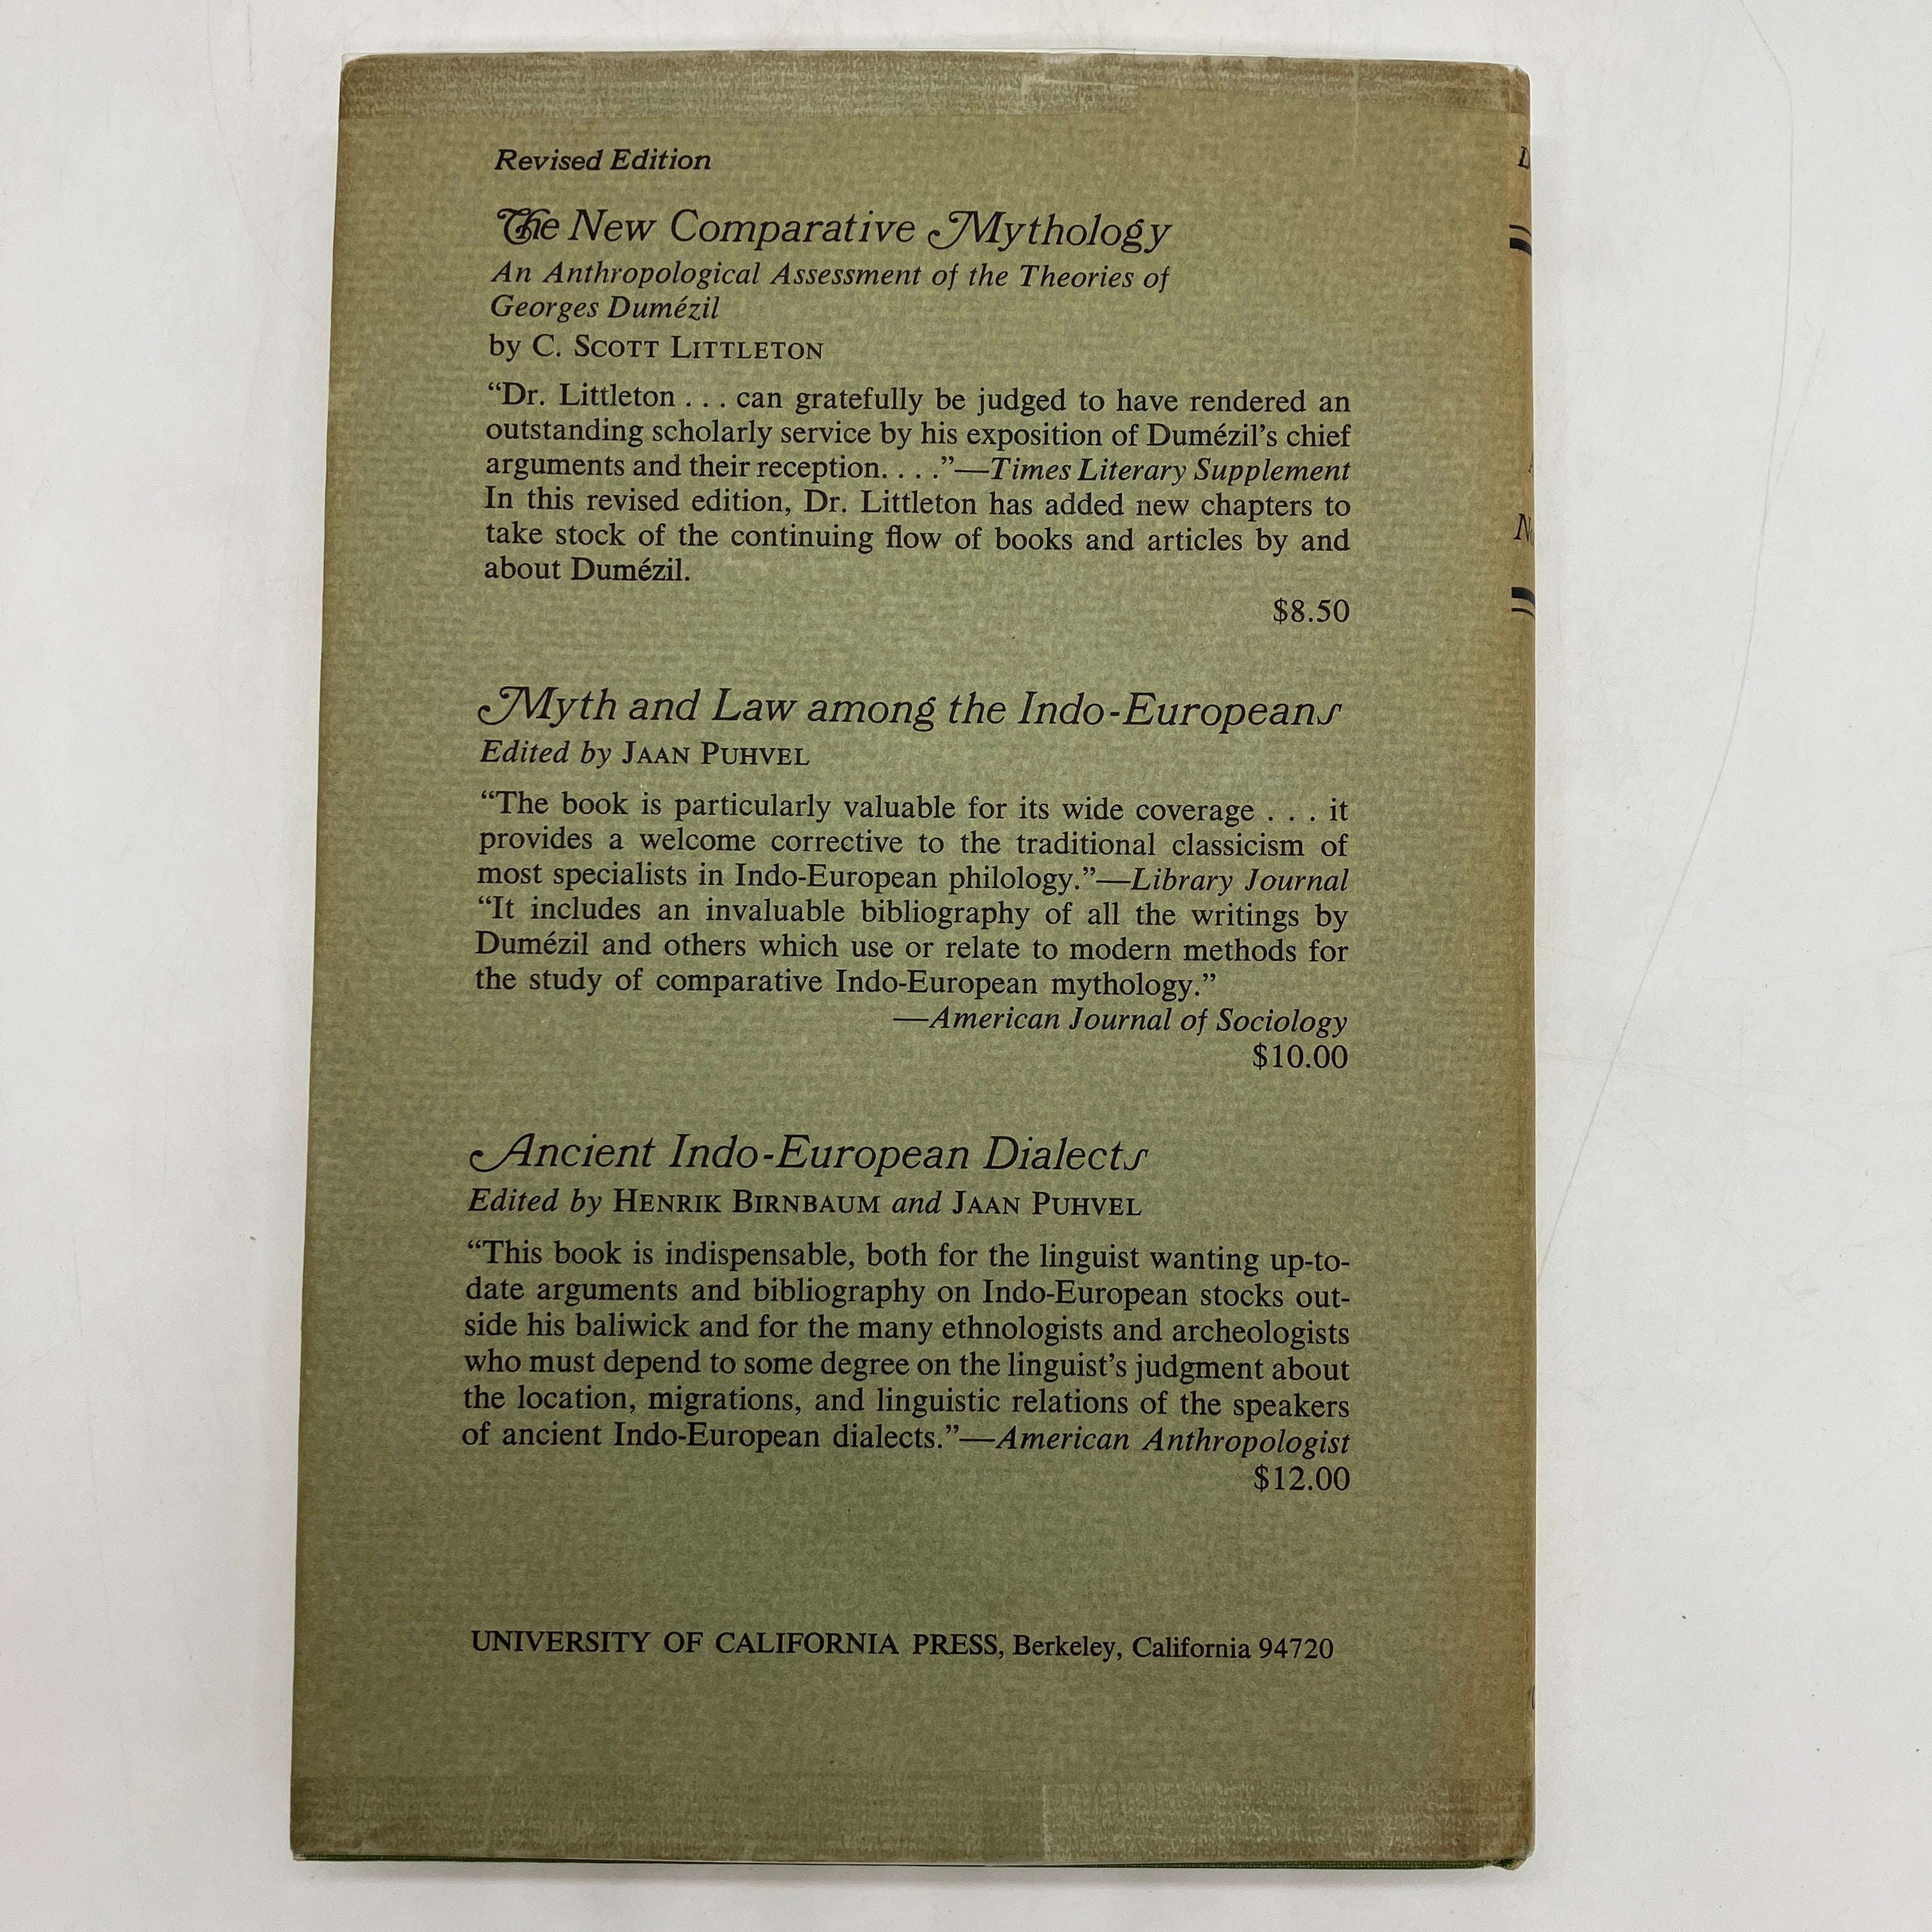 Revised Edition
The New Comparative Mythology
An Anthropological Assessment of the Theories of
Georges Dumézil
by C. SCOTT LITTLETON
“Dr. Littleton . . . can gratefully be judged to have rendered an
outstanding scholarly service by his exposition of Dumézil’s chief
arguments and their reception. . . .”—Times Literary Supplement
In this revised edition, Dr. Littleton has added new chapters to
take stock of the continuing flow of books and articles by and
about Dumézil.
$8.50
Myth and Law among the Indo-Europeans
Edited by JAAN PUHVEL
“The book is particularly valuable for its wide coverage . . . it
provides a welcome corrective to the traditional classicism of
most specialists in Indo-European philology.”—Library Journal
“It includes an invaluable bibliography of all the writings by
Dumézil and others which use or relate to modern methods for
the study of comparative Indo-European mythology.”
—American Journal of Sociology
$10.00
Ancient Indo-European Dialects
Edited by HENRIK BIRNBAUM and JAAN PUHVEL
“This book is indispensable, both for the linguist wanting up-to-
date arguments and bibliography on Indo-European stocks out-
side his baliwick and for the many ethnologists and archeologists
who must depend to some degree on the linguist’s judgment about
the location, migrations, and linguistic relations of the speakers
of ancient Indo-European dialects.”—American Anthropologist
$12.00
UNIVERSITY OF CALIFORNIA PRESS, Berkeley, California 94720